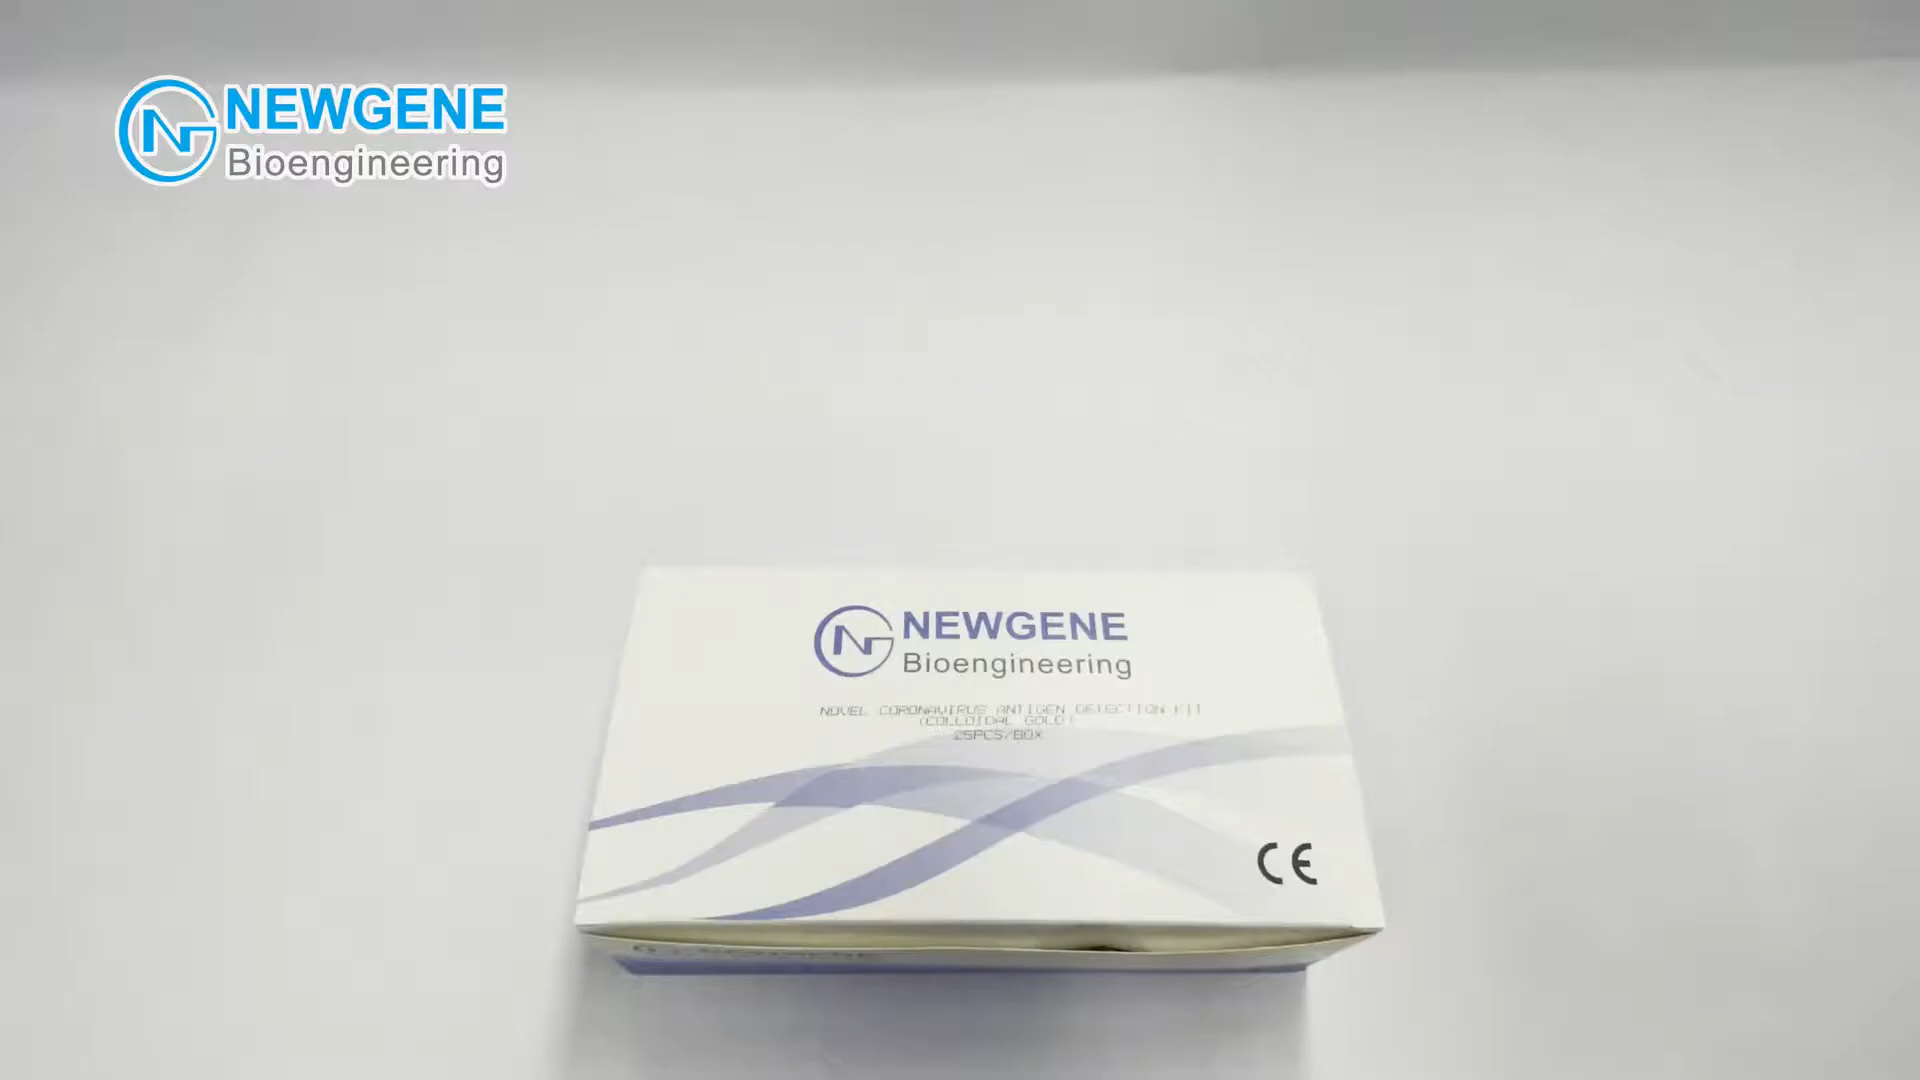 NEWGENE
Bioengineering
NEWGENE
Bioengineering
NOVEL CORONAVIRUS ANTIGEN DETECTION KIT
(COLLOIDAL GOLD)
25PCS/BOX
CE